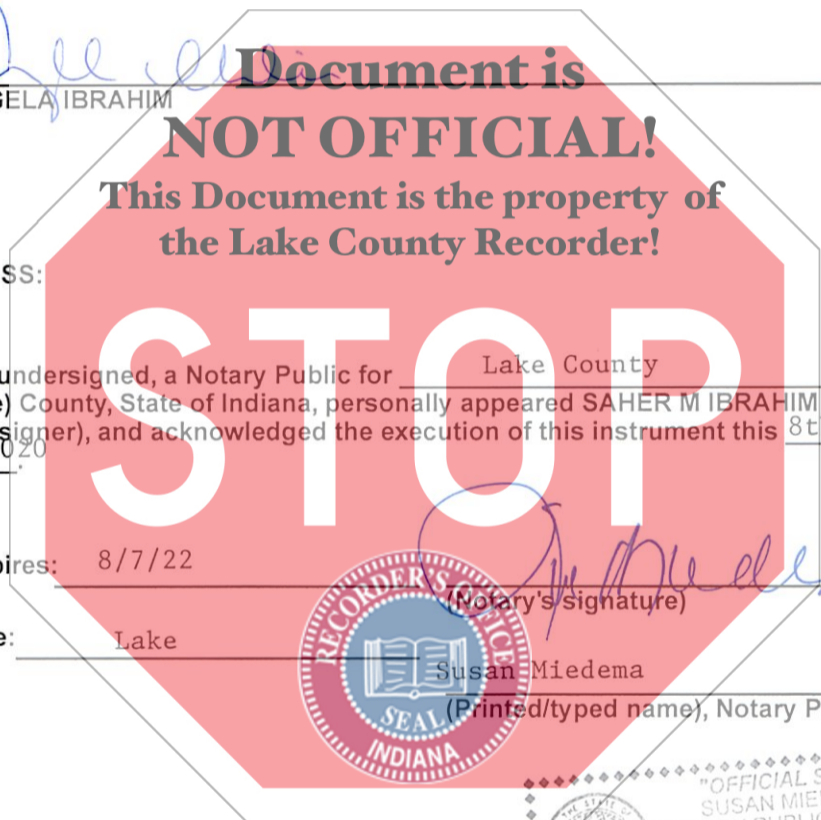 Document is
GELA IBRAHIM
NOT OFFICIAL!
This Document is the property of
the Lake County Recorder!
SS:
STOP
undersigned, a Notary Public for Lake County
e) County, State of Indiana, personally appeared SAHER M IBRAHIM
signer), and acknowledged the execution of this instrument this 8t
020
pires: 8/7/22
(Notary's signature)
e: Lake
Susan Miedema
(Printed/typed name), Notary P
RECORDER'S OFFICE
SEAL
INDIANA
"OFFICIAL S
SUSAN MIE